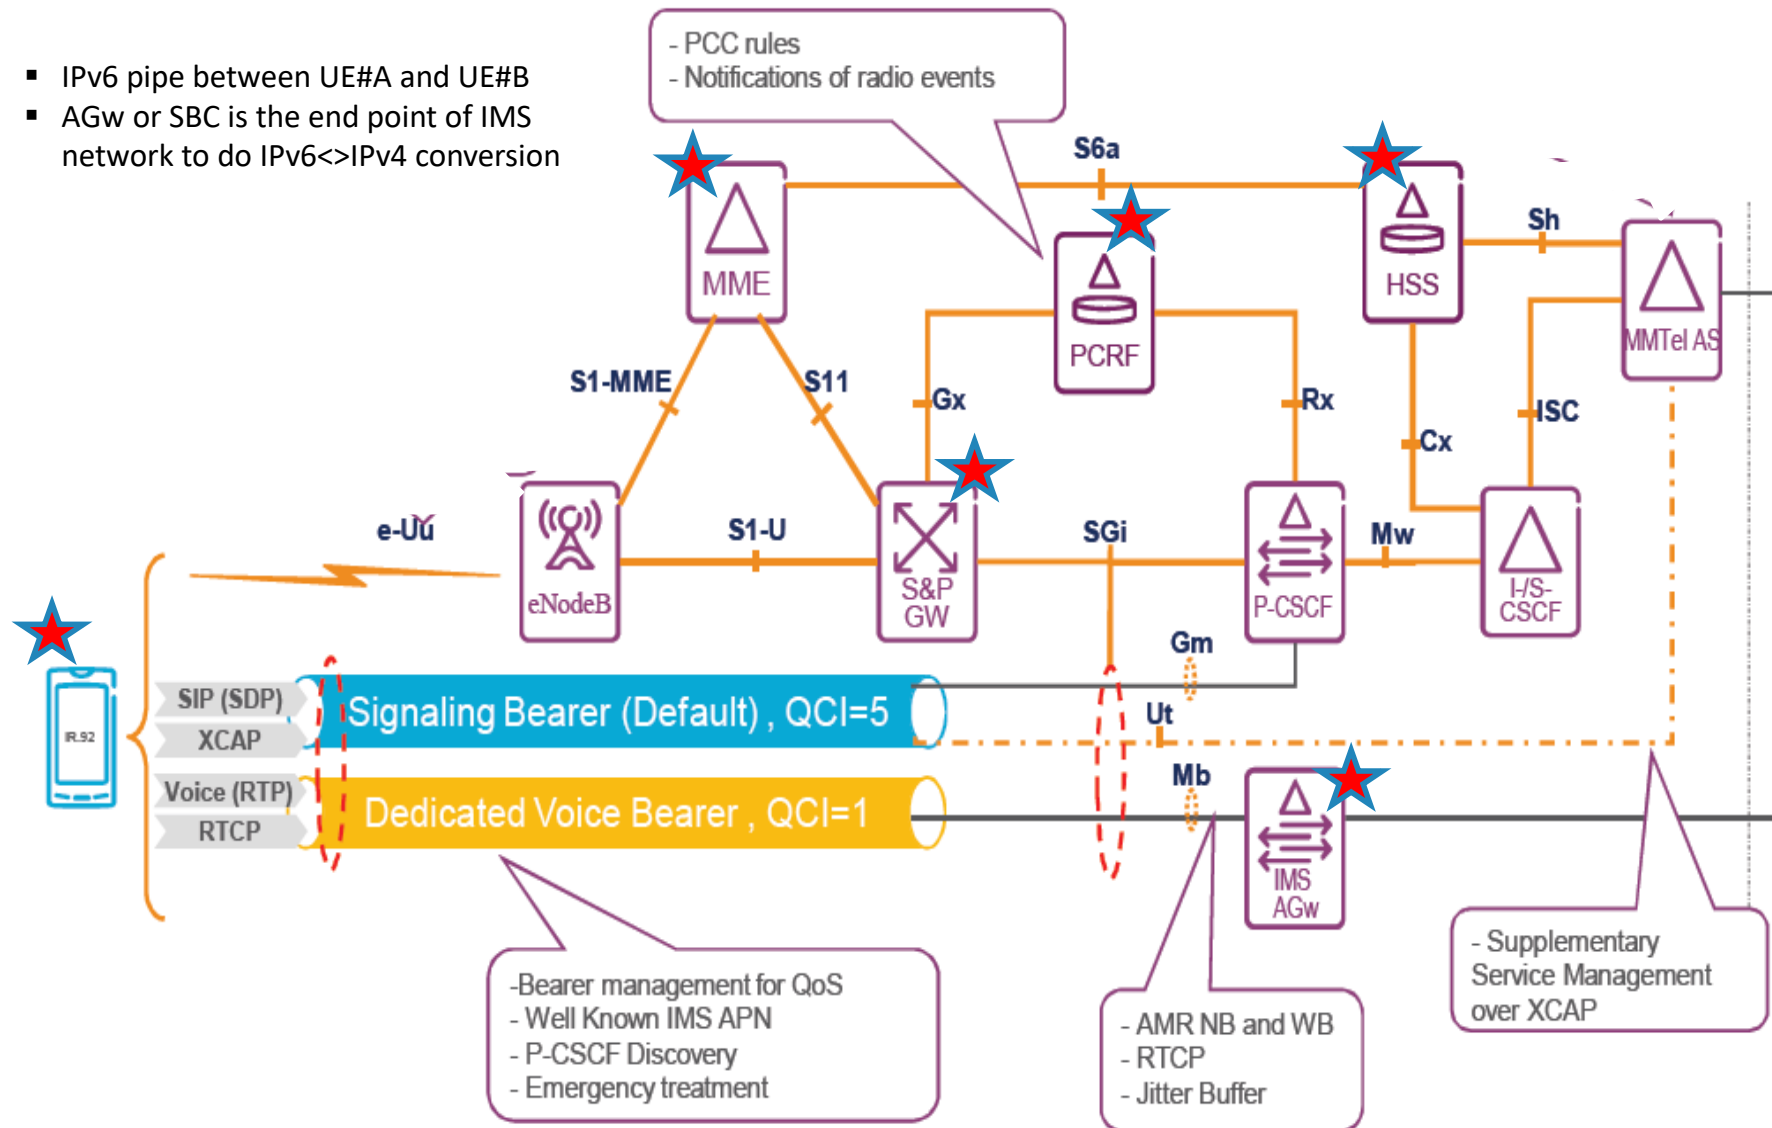 - PCC rules
- Notifications of radio events
▪ IPv6 pipe between UE#A and UE#B
▪ AGw or SBC is the end point of IMS
network to do IPv6<>IPv4 conversion
S6a
Sh
MME
HSS
PCRF
MMTel AS
S1-MME
S11
Gx
Rx
ISC
Cx
e-Uu
S1-U
SGi
Mw
eNodeB
S&P
GW
P-CSCF
I-/S-
CSCF
Gm
SIP (SDP)
XCAP
Signaling Bearer (Default) , QCI=5
Ut
IR.92
Voice (RTP)
RTCP
Dedicated Voice Bearer , QCI=1
Mb
IMS
AGw
-Bearer management for QoS
- Well Known IMS APN
- P-CSCF Discovery
- Emergency treatment
- AMR NB and WB
- RTCP
- Jitter Buffer
- Supplementary
Service Management
over XCAP